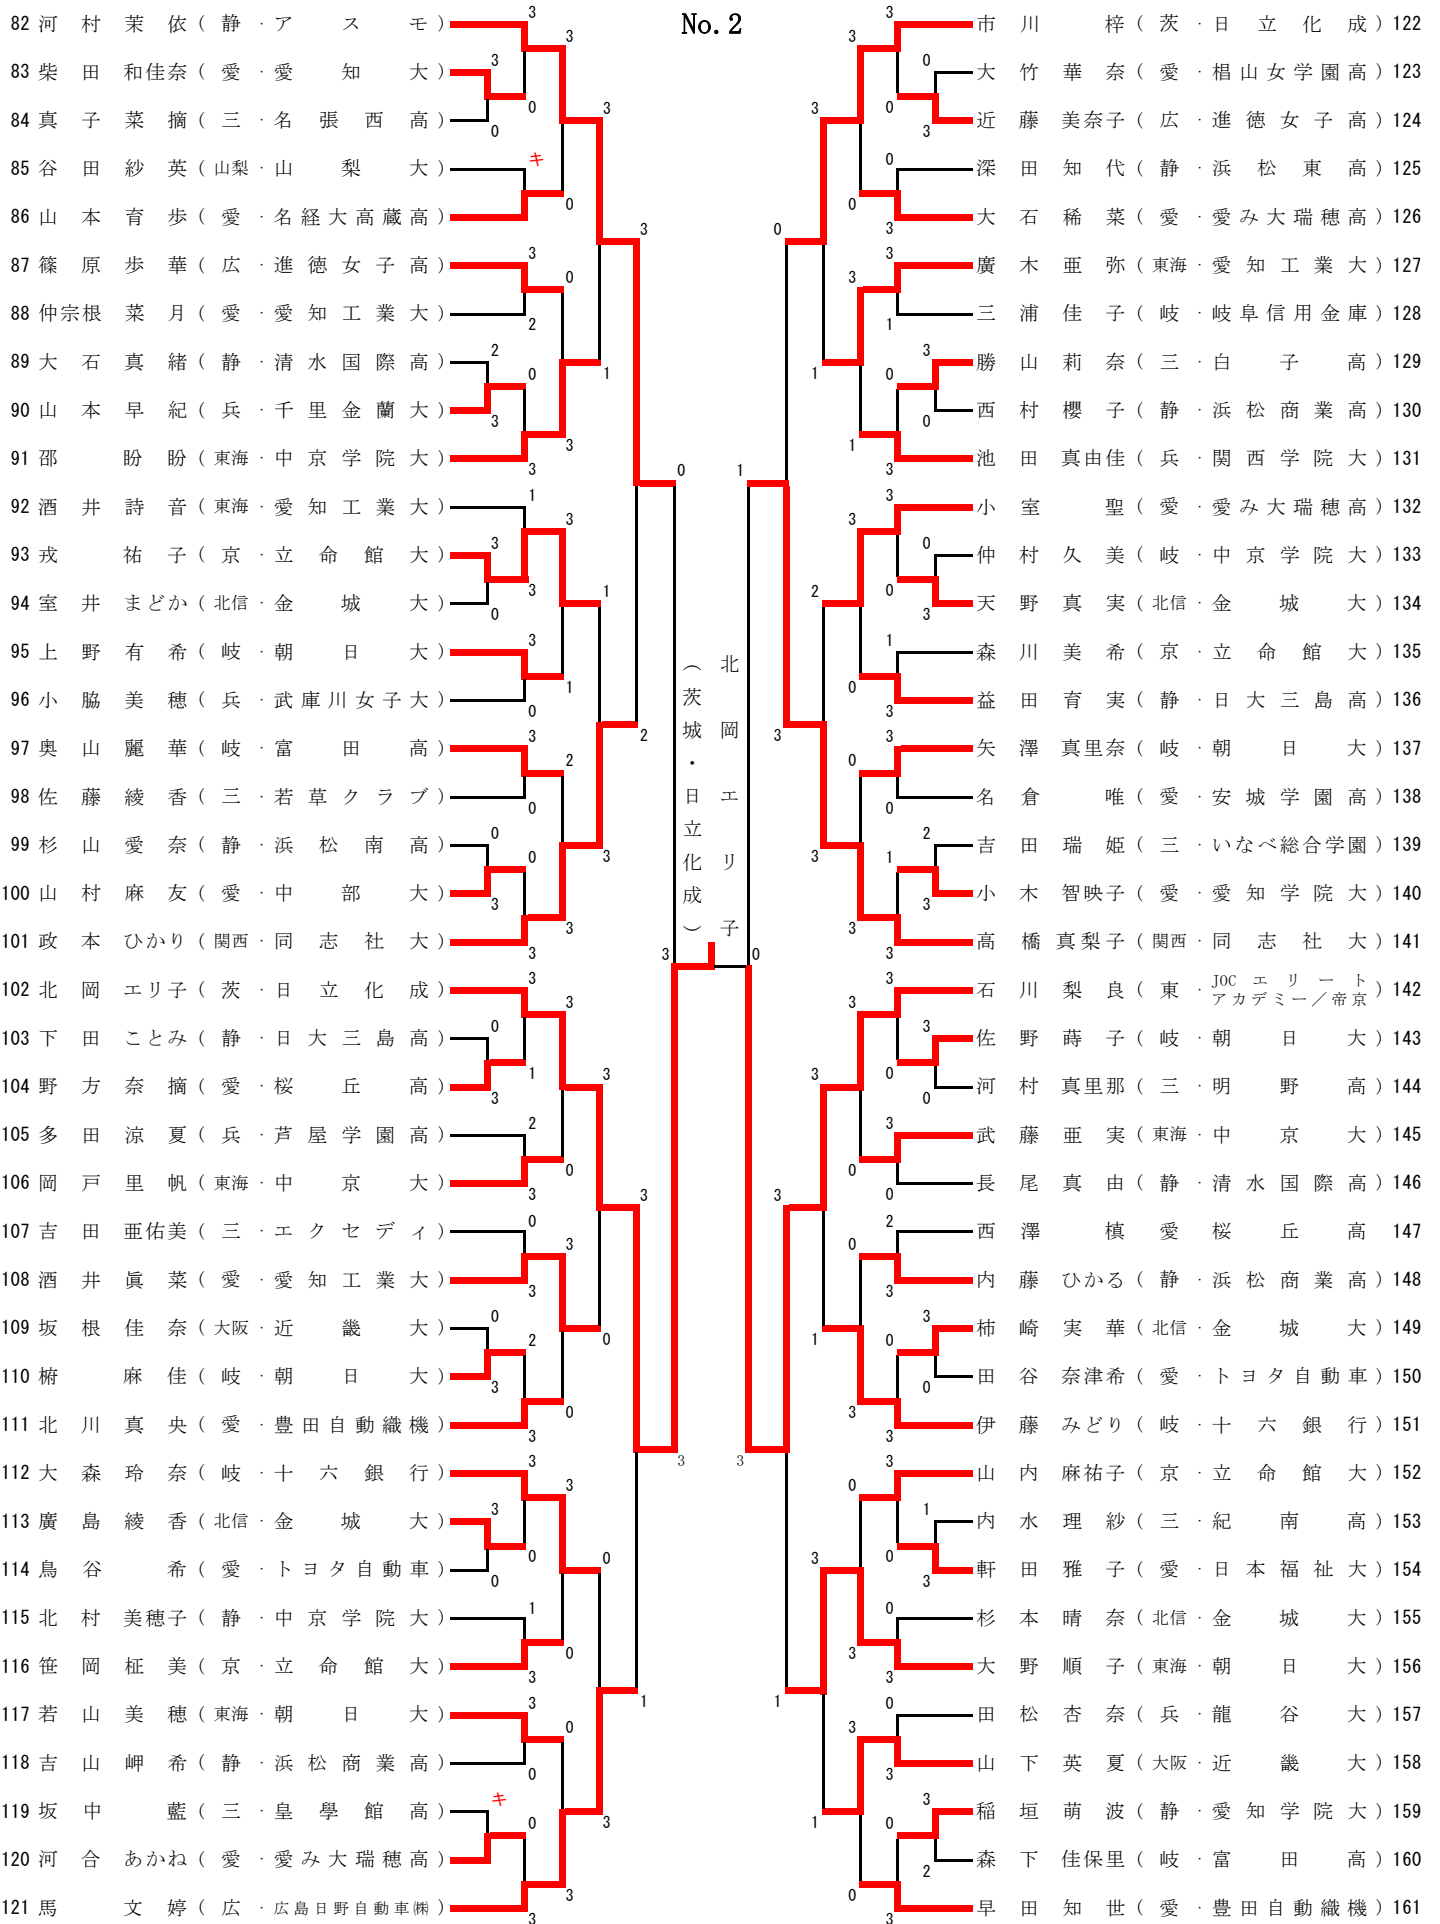 No. 2
82 河村茉依 (静・アスモ)
83 柴田和佳奈 (愛・愛知大)
84 真子菜摘 (三・名張西高)
85 谷田紗英 (山梨・山梨大)
86 山本育歩 (愛・名経大高蔵高)
87 篠原歩華 (広・進徳女子高)
88 仲宗根菜月 (愛・愛知工業大)
89 大石真緒 (静・清水国際高)
90 山本早紀 (兵・千里金蘭大)
91 邵盼盼 (東海・中京学院大)
92 酒井詩音 (東海・愛知工業大)
93 戎祐子 (京・立命館大)
94 室井まどか (北信・金城大)
95 上野有希 (岐・朝日大)
96 小脇美穂 (兵・武庫川女子大)
97 奥山麗華 (岐・富田高)
98 佐藤綾香 (三・若草クラブ)
99 杉山愛奈 (静・浜松南高)
100 山村麻友 (愛・中部大)
101 政本ひかり (関西・同志社大)
102 北岡エリ子 (茨・日立化成)
103 下田ことみ (静・日大三島高)
104 野方奈摘 (愛・桜丘高)
105 多田涼夏 (兵・芦屋学園高)
106 岡戸里帆 (東海・中京大)
107 吉田亜佑美 (三・エクセディ)
108 酒井眞菜 (愛・愛知工業大)
109 坂根佳奈 (大阪・近畿大)
110 椨麻佳 (岐・朝日大)
111 北川真央 (愛・豊田自動織機)
112 大森玲奈 (岐・十六銀行)
113 廣島綾香 (北信・金城大)
114 鳥谷希 (愛・トヨタ自動車)
115 北村美穂子 (静・中京学院大)
116 笹岡柾美 (京・立命館大)
117 若山美穂 (東海・朝日大)
118 吉山岬希 (静・浜松商業高)
119 坂中藍 (三・皇學館高)
120 河合あかね (愛・愛み大瑞穂高)
121 馬文婷 (広・広島日野自動車㈱)
キ
キ
北岡エリ子
(茨城・日立化成)
市川梓 (茨・日立化成) 122
大竹華奈 (愛・椙山女学園高) 123
近藤美奈子 (広・進徳女子高) 124
深田知代 (静・浜松東高) 125
大石稀菜 (愛・愛み大瑞穂高) 126
廣木亜弥 (東海・愛知工業大) 127
三浦佳子 (岐・岐阜信用金庫) 128
勝山莉奈 (三・白子高) 129
西村櫻子 (静・浜松商業高) 130
池田真由佳 (兵・関西学院大) 131
小室聖 (愛・愛み大瑞穂高) 132
仲村久美 (岐・中京学院大) 133
天野真実 (北信・金城大) 134
森川美希 (京・立命館大) 135
益田育実 (静・日大三島高) 136
矢澤真里奈 (岐・朝日大) 137
名倉唯 (愛・安城学園高) 138
吉田瑞姫 (三・いなべ総合学園) 139
小木智映子 (愛・愛知学院大) 140
高橋真梨子 (関西・同志社大) 141
石川梨良 (東・JOCエリートアカデミー/帝京) 142
佐野蒔子 (岐・朝日大) 143
河村真里那 (三・明野高) 144
武藤亜実 (東海・中京大) 145
長尾真由 (静・清水国際高) 146
西澤槙 愛 桜丘高 147
内藤ひかる (静・浜松商業高) 148
柿崎実華 (北信・金城大) 149
田谷奈津希 (愛・トヨタ自動車) 150
伊藤みどり (岐・十六銀行) 151
山内麻祐子 (京・立命館大) 152
内水理紗 (三・紀南高) 153
軒田雅子 (愛・日本福祉大) 154
杉本晴奈 (北信・金城大) 155
大野順子 (東海・朝日大) 156
田松杏奈 (兵・龍谷大) 157
山下英夏 (大阪・近畿大) 158
稲垣萌波 (静・愛知学院大) 159
森下佳保里 (岐・富田高) 160
早田知世 (愛・豊田自動織機) 161